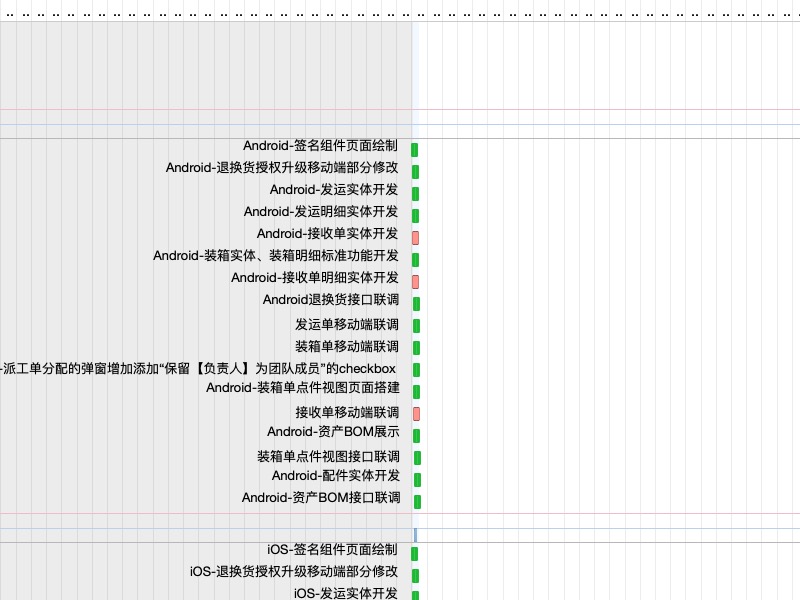 Android-签名组件页面绘制
Android-退换货授权升级移动端部分修改
Android-发运实体开发
Android-发运明细实体开发
Android-接收单实体开发
Android-装箱实体、装箱明细标准功能开发
Android-接收单明细实体开发
Android退换货接口联调
发运单移动端联调
装箱单移动端联调
-派工单分配的弹窗增加添加“保留【负责人】为团队成员”的checkbox
Android-装箱单点件视图页面搭建
接收单移动端联调
Android-资产BOM展示
装箱单点件视图接口联调
Android-配件实体开发
Android-资产BOM接口联调
iOS-签名组件页面绘制
iOS-退换货授权升级移动端部分修改
iOS-发运实体开发